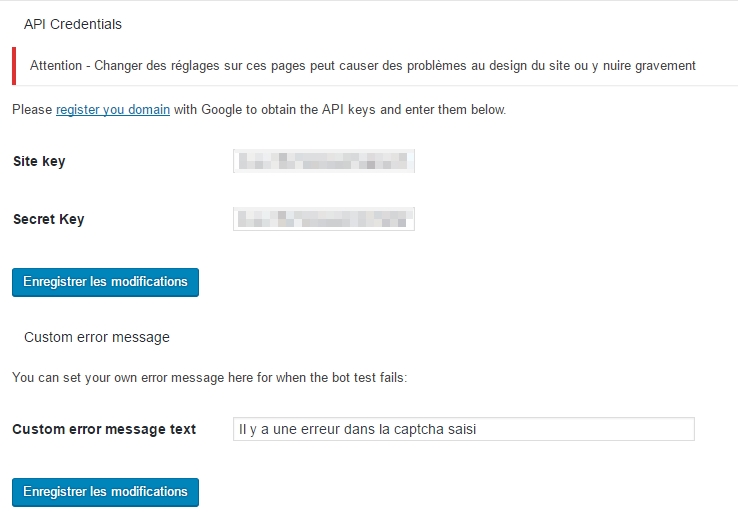 API Credentials
Attention - Changer des réglages sur ces pages peut causer des problèmes au design du site ou y nuire gravement
Please register you domain with Google to obtain the API keys and enter them below.
Site key
Secret Key
Enregistrer les modifications
Custom error message
You can set your own error message here for when the bot test fails:
Custom error message text
Il y a une erreur dans la captcha saisi
Enregistrer les modifications